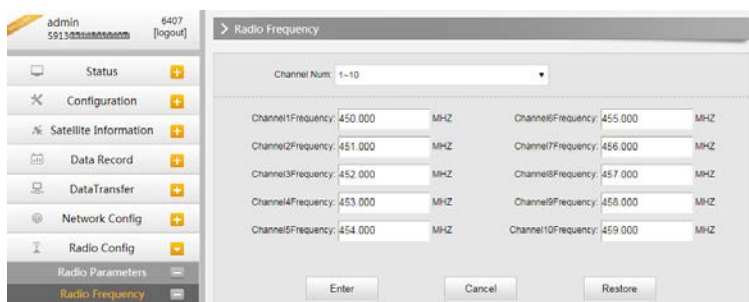 admin
6407
S913
[logout]
Status
Configuration
Satellite Information
Data Record
DataTransfer
Network Config
Radio Config
Radio Parameters
Radio Frequency
Radio Frequency
Channel Num: 1~10
Channel1Frequency: 450.000 MHZ Channel6Frequency: 455.000 MHZ
Channel2Frequency: 451.000 MHZ Channel7Frequency: 456.000 MHZ
Channel3Frequency: 452.000 MHZ Channel8Frequency: 457.000 MHZ
Channel4Frequency: 453.000 MHZ Channel9Frequency: 458.000 MHZ
Channel5Frequency: 454.000 MHZ Channel10Frequency: 459.000 MHZ
Enter Cancel Restore